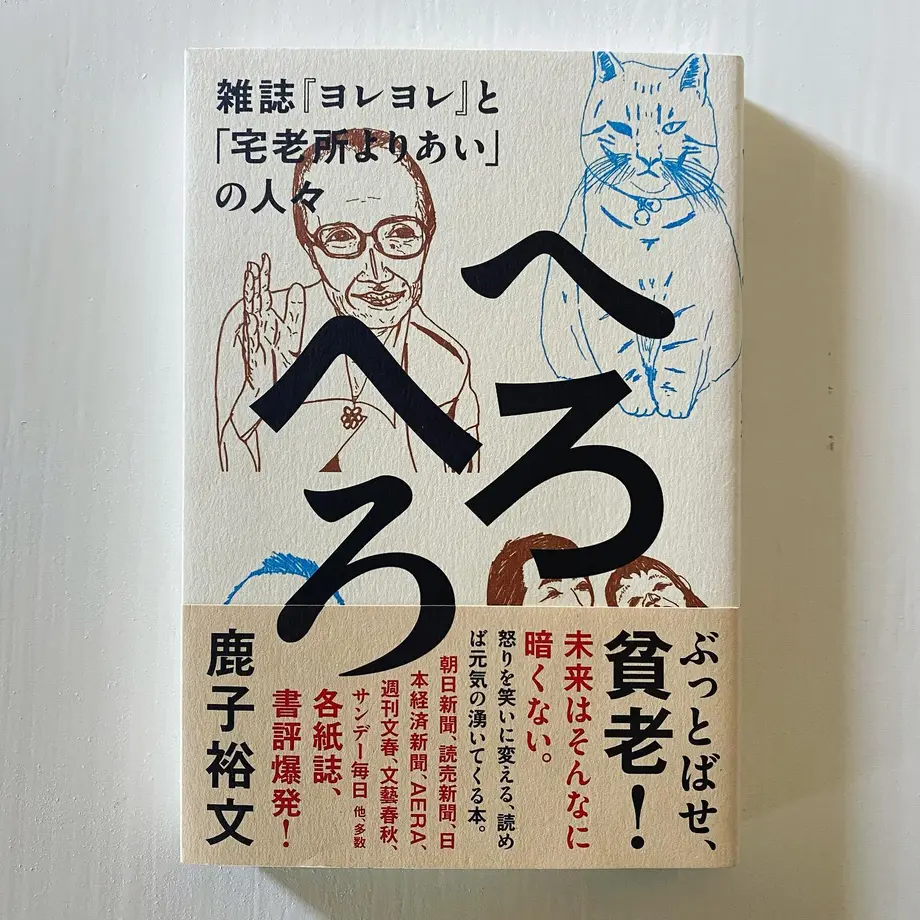 雑誌『ヨレヨレ』と
「宅老所よりあい」
の人々
へろ
へろ
ぶっとばせ、
貧老！
未来はそんなに
暗くない。
怒りを笑いに変える、読め
ば元気の湧いてくる本。
朝日新聞、読売新聞、日
本経済新聞、AERA、
週刊文春、文藝春秋、
サンデー毎日 他、多数
各紙誌、
書評爆発！
鹿子裕文